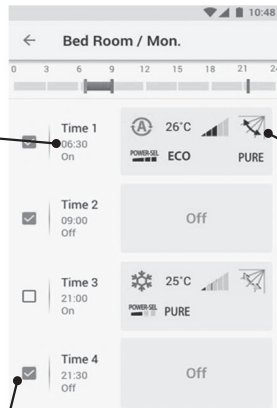 10:48
Bed Room / Mon.
0 3 6 9 12 15 18 21 24
Time 1
06:30
On
A 26°C
POWER-SEL ECO PURE
Time 2
09:00
Off
Off
Time 3
21:00
On
25°C
POWER-SEL PURE
Time 4
21:30
Off
Off